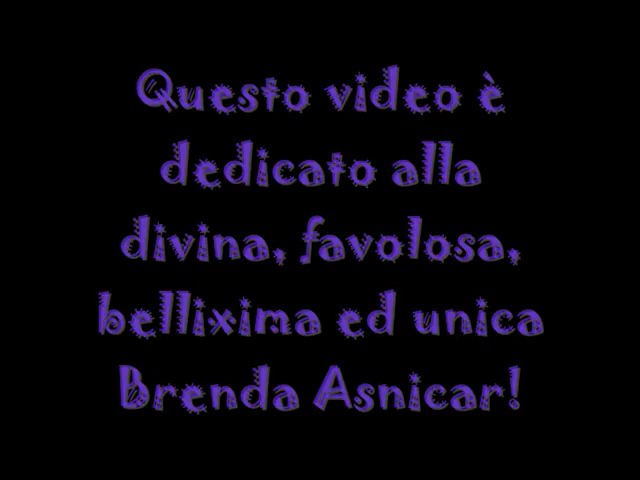 Questo video è
dedicato alla
divina, favolosa,
bellixima ed unica
Brenda Asnicar!